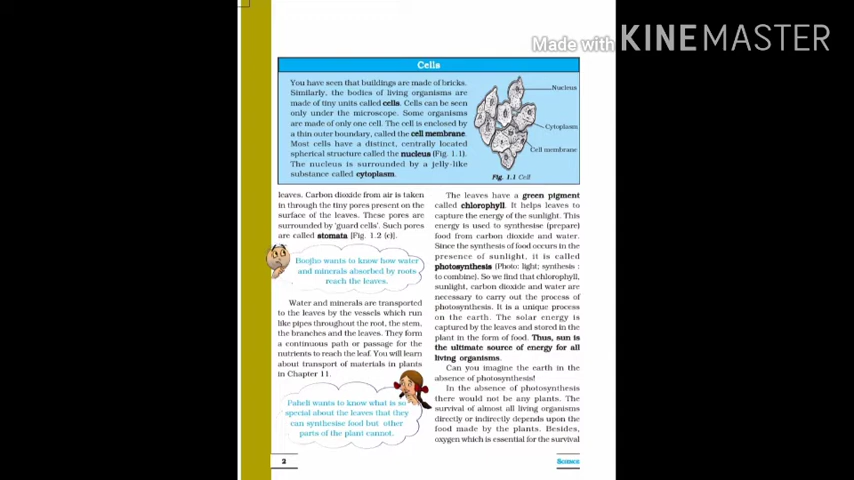 Made with KINEMASTER
Cells
You have seen that buildings are made of bricks.
Similarly, the bodies of living organisms are
made of tiny units called cells. Cells can be seen
only under the microscope. Some organisms
are made of only one cell. The cell is enclosed by
a thin outer boundary, called the cell membrane.
Most cells have a distinct, centrally located
spherical structure called the nucleus (Fig. 1.1).
The nucleus is surrounded by a jelly-like
substance called cytoplasm.
Nucleus
Cytoplasm
Cell membrane
Fig. 1.1 Cell
leaves. Carbon dioxide from air is taken
in through the tiny pores present on the
surface of the leaves. These pores are
surrounded by ‘guard cells’. Such pores
are called stomata [Fig. 1.2 (c)].
Boojho wants to know how water
and minerals absorbed by roots
reach the leaves.
Water and minerals are transported
to the leaves by the vessels which run
like pipes throughout the root, the stem,
the branches and the leaves. They form
a continuous path or passage for the
nutrients to reach the leaf. You will learn
about transport of materials in plants
in Chapter 11.
Paheli wants to know what is so
special about the leaves that they
can synthesise food but other
parts of the plant cannot.
2
The leaves have a green pigment
called chlorophyll. It helps leaves to
capture the energy of the sunlight. This
energy is used to synthesise (prepare)
food from carbon dioxide and water.
Since the synthesis of food occurs in the
presence of sunlight, it is called
photosynthesis (Photo: light; synthesis :
to combine). So we find that chlorophyll,
sunlight, carbon dioxide and water are
necessary to carry out the process of
photosynthesis. It is a unique process
on the earth. The solar energy is
captured by the leaves and stored in the
plant in the form of food. Thus, sun is
the ultimate source of energy for all
living organisms.
Can you imagine the earth in the
absence of photosynthesis!
In the absence of photosynthesis
there would not be any plants. The
survival of almost all living organisms
directly or indirectly depends upon the
food made by the plants. Besides,
oxygen which is essential for the survival
Science